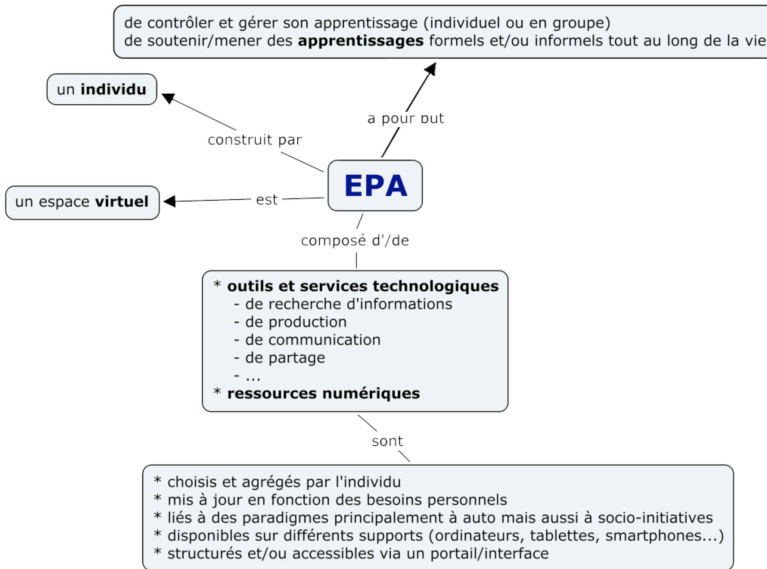 de contrôler et gérer son apprentissage (individuel ou en groupe)
de soutenir/mener des apprentissages formels et/ou informels tout au long de la vie
un individu
a pour but
construit par
EPA
un espace virtuel
est
composé d'/de
* outils et services technologiques
- de recherche d'informations
- de production
- de communication
- de partage
- ...
* ressources numériques
sont
* choisis et agrégés par l'individu
* mis à jour en fonction des besoins personnels
* liés à des paradigmes principalement à auto mais aussi à socio-initiatives
* disponibles sur différents supports (ordinateurs, tablettes, smartphones...)
* structurés et/ou accessibles via un portail/interface